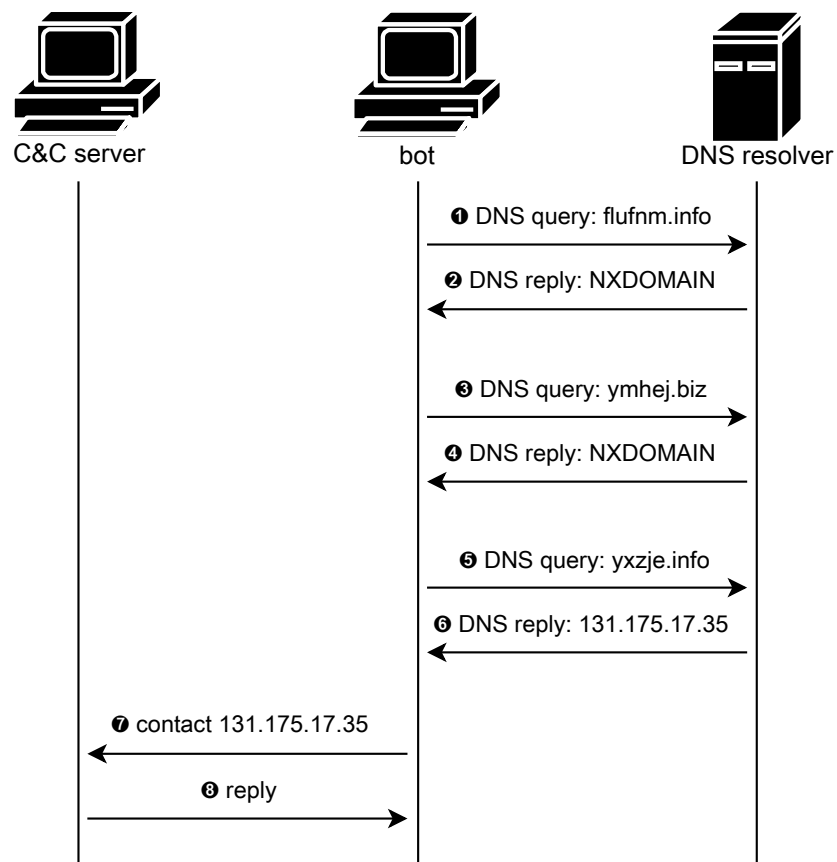 C&C server
bot
DNS resolver
❶ DNS query: flufnm.info
❷ DNS reply: NXDOMAIN
❸ DNS query: ymhej.biz
❹ DNS reply: NXDOMAIN
❺ DNS query: yxzje.info
❻ DNS reply: 131.175.17.35
❼ contact 131.175.17.35
❽ reply